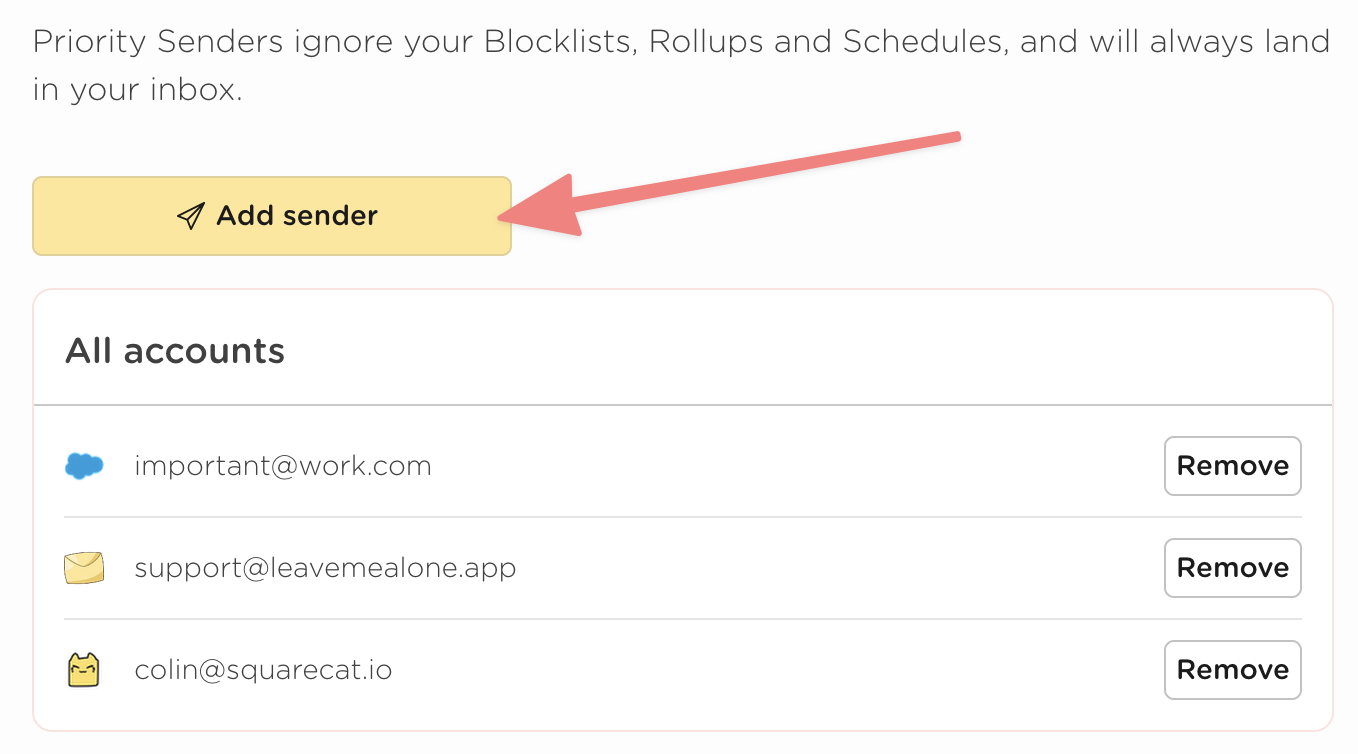 Priority Senders ignore your Blocklists, Rollups and Schedules, and will always land
in your inbox.
Add sender
All accounts
important@work.com
Remove
support@leavemealone.app
Remove
colin@squarecat.io
Remove